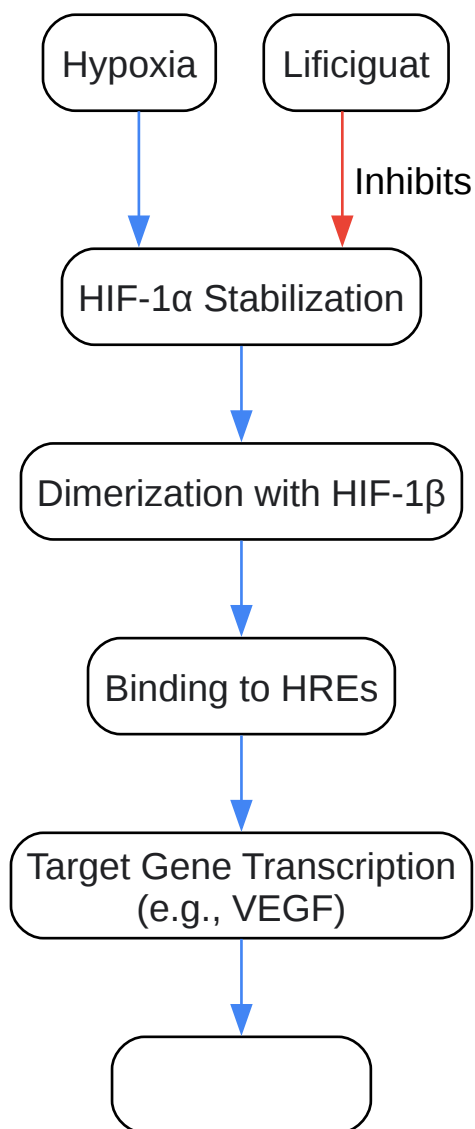 Hypoxia
Lificiguat
Inhibits
HIF-1α Stabilization
Dimerization with HIF-1β
Binding to HREs
Target Gene Transcription
(e.g., VEGF)